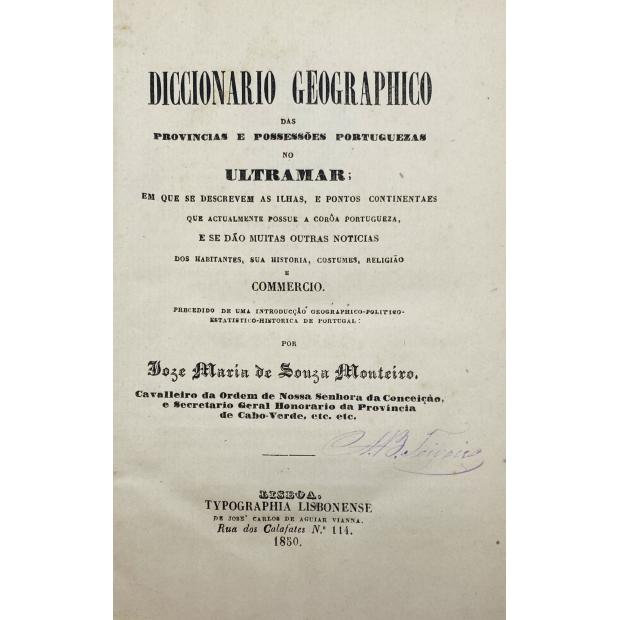 DICCIONARIO GEOGRAPHICO
DAS
PROVINCIAS E POSSESSÕES PORTUGUEZAS
NO
ULTRAMAR;
EM QUE SE DESCREVEM AS ILHAS, E PONTOS CONTINENTAES
QUE ACTUALMENTE POSSUE A CORÔA PORTUGUEZA,
E SE DÃO MUITAS OUTRAS NOTICIAS
DOS HABITANTES, SUA HISTORIA, COSTUMES, RELIGIÃO
E
COMMERCIO.
PRECEDIDO DE UMA INTRODUCÇÃO GEOGRAPHICO-POLITICO-
ESTATISTICO-HISTORICA DE PORTUGAL:
POR
Joze Maria de Souza Monteiro,
Cavalleiro da Ordem de Nossa Senhora da Conceição,
e Secretario Geral Honorario da Provincia
de Cabo-Verde, etc. etc.
LISBOA.
TYPOGRAPHIA LISBONENSE
DE JOSÉ CARLOS DE AGUIAR VIANNA.
Rua dos Calafates N.º 114.
1850.